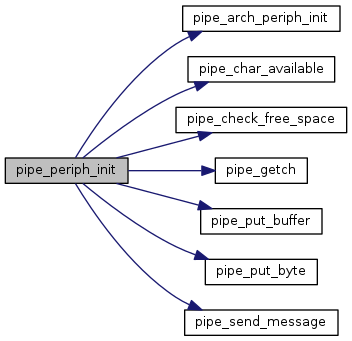 pipe_arch_periph_init
pipe_char_available
pipe_check_free_space
pipe_periph_init
pipe_getch
pipe_put_buffer
pipe_put_byte
pipe_send_message